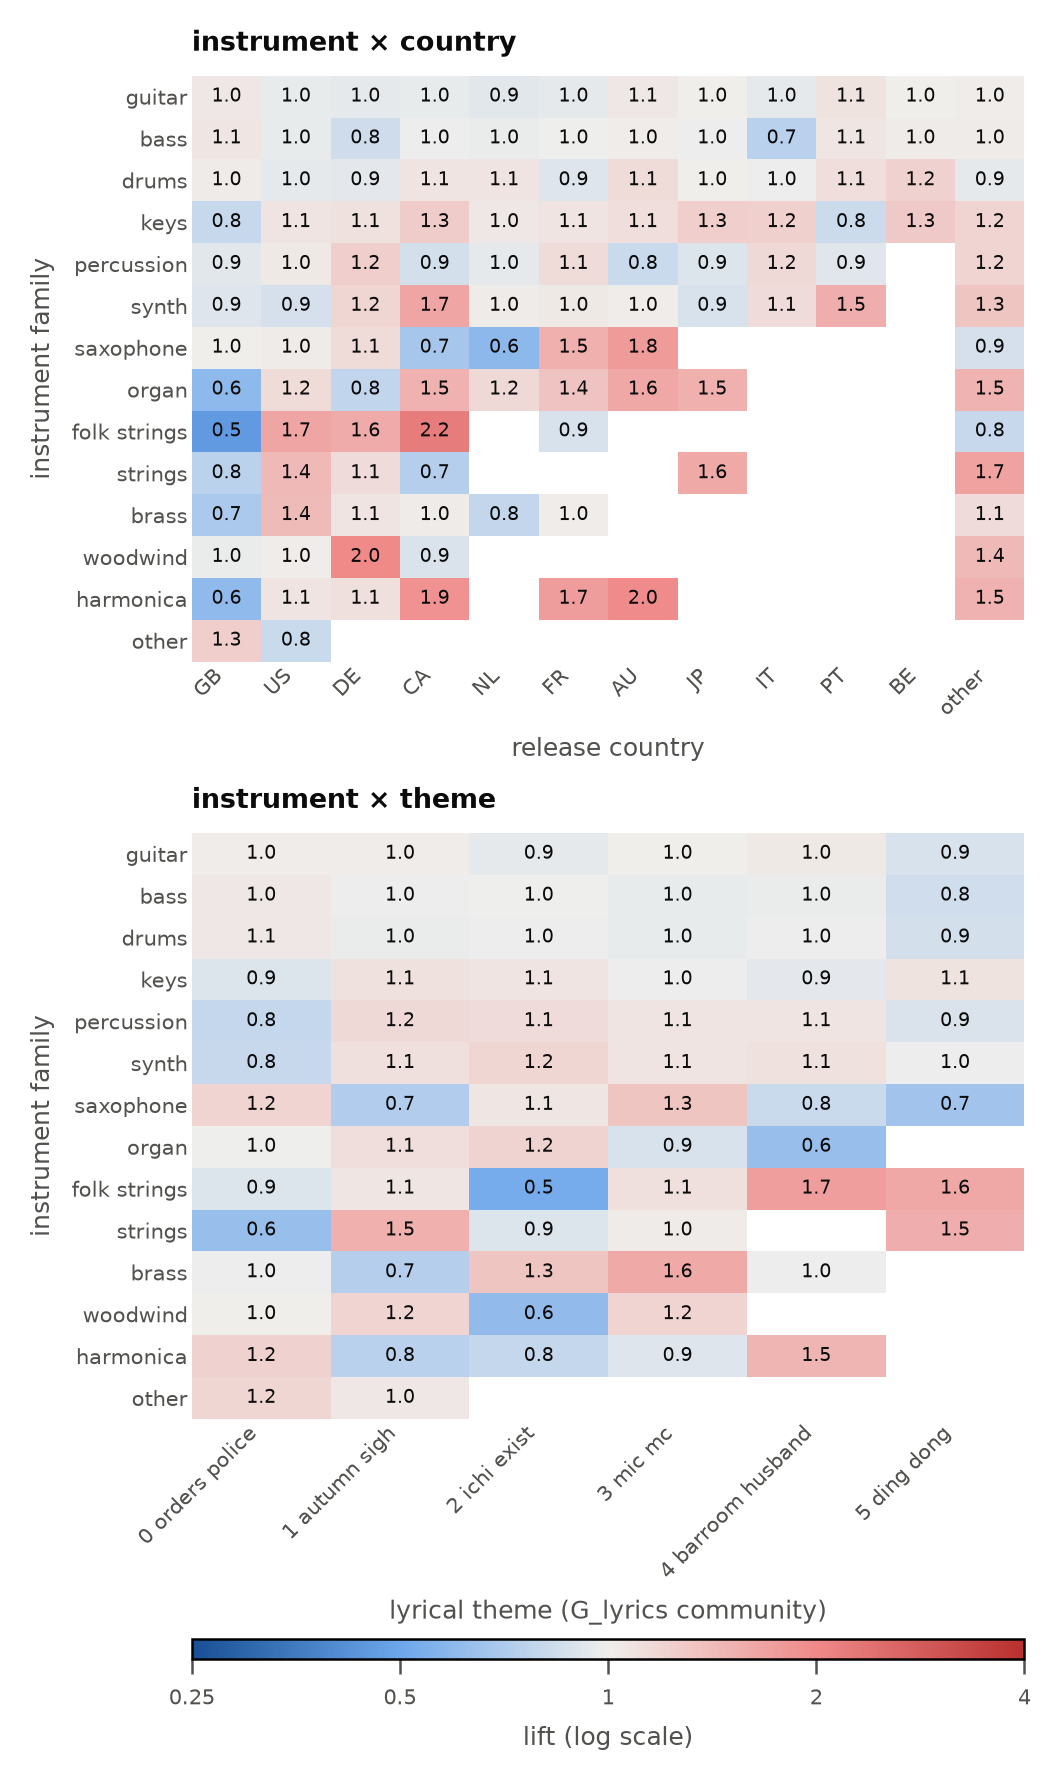 instrument × country
guitar 1.0 1.0 1.0 1.0 0.9 1.0 1.1 1.0 1.0 1.1 1.0 1.0
bass 1.1 1.0 0.8 1.0 1.0 1.0 1.0 1.0 0.7 1.1 1.0 1.0
drums 1.0 1.0 0.9 1.1 1.1 0.9 1.1 1.0 1.0 1.1 1.2 0.9
keys 0.8 1.1 1.1 1.3 1.0 1.1 1.1 1.3 1.2 0.8 1.3 1.2
percussion 0.9 1.0 1.2 0.9 1.0 1.1 0.8 0.9 1.2 0.9 1.2
synth 0.9 0.9 1.2 1.7 1.0 1.0 1.0 0.9 1.1 1.5 1.3
saxophone 1.0 1.0 1.1 0.7 0.6 1.5 1.8 0.9
organ 0.6 1.2 0.8 1.5 1.2 1.4 1.6 1.5 1.5
folk strings 0.5 1.7 1.6 2.2 0.9 0.8
strings 0.8 1.4 1.1 0.7 1.6 1.7
brass 0.7 1.4 1.1 1.0 0.8 1.0 1.1
woodwind 1.0 1.0 2.0 0.9 1.4
harmonica 0.6 1.1 1.1 1.9 1.7 2.0 1.5
other 1.3 0.8
instrument family
GB US DE CA NL FR AU JP IT PT BE other
release country
instrument × theme
guitar 1.0 1.0 0.9 1.0 1.0 0.9
bass 1.0 1.0 1.0 1.0 1.0 0.8
drums 1.1 1.0 1.0 1.0 1.0 0.9
keys 0.9 1.1 1.1 1.0 0.9 1.1
percussion 0.8 1.2 1.1 1.1 1.1 0.9
synth 0.8 1.1 1.2 1.1 1.1 1.0
saxophone 1.2 0.7 1.1 1.3 0.8 0.7
organ 1.0 1.1 1.2 0.9 0.6
folk strings 0.9 1.1 0.5 1.1 1.7 1.6
strings 0.6 1.5 0.9 1.0 1.5
brass 1.0 0.7 1.3 1.6 1.0
woodwind 1.0 1.2 0.6 1.2
harmonica 1.2 0.8 0.8 0.9 1.5
other 1.2 1.0
instrument family
0 orders police
1 autumn sigh
2 ichi exist
3 mic mc
4 barroom husband
5 ding dong
lyrical theme (G_lyrics community)
0.25 0.5 1 2 4
lift (log scale)